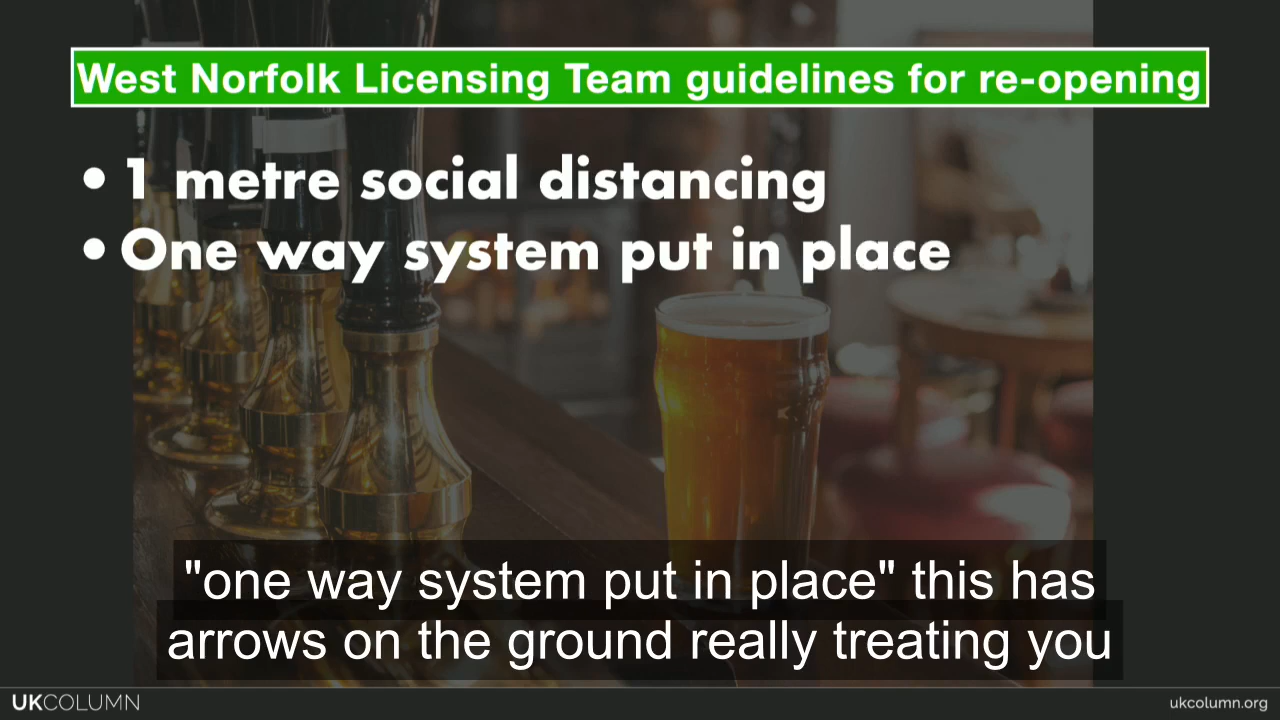 West Norfolk Licensing Team guidelines for re-opening
• 1 metre social distancing
• One way system put in place
"one way system put in place" this has
arrows on the ground really treating you
UKCOLUMN
ukcolumn.org